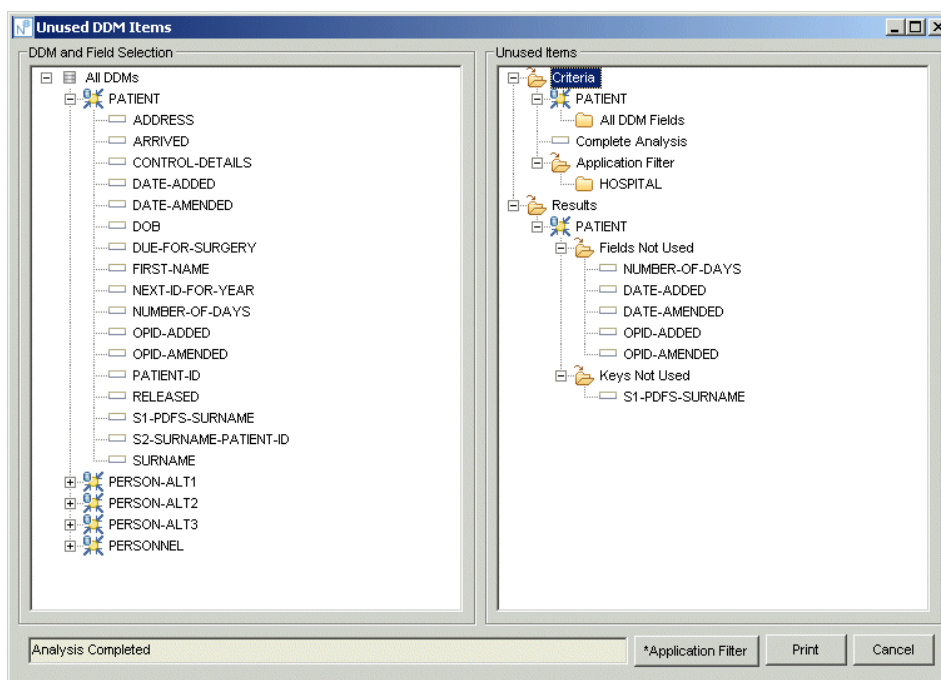 Unused DDM Items
DDM and Field Selection
All DDMs
PATIENT
ADDRESS
ARRIVED
CONTROL-DETAILS
DATE-ADDED
DATE-AMENDED
DOB
DUE-FOR-SURGERY
FIRST-NAME
NEXT-ID-FOR-YEAR
NUMBER-OF-DAYS
OPID-ADDED
OPID-AMENDED
PATIENT-ID
RELEASED
S1-PDFS-SURNAME
S2-SURNAME-PATIENT-ID
SURNAME
PERSON-ALT1
PERSON-ALT2
PERSON-ALT3
PERSONNEL
Unused Items
Criteria
PATIENT
All DDM Fields
Complete Analysis
Application Filter
HOSPITAL
Results
PATIENT
Fields Not Used
NUMBER-OF-DAYS
DATE-ADDED
DATE-AMENDED
OPID-ADDED
OPID-AMENDED
Keys Not Used
S1-PDFS-SURNAME
Analysis Completed
*Application Filter
Print
Cancel